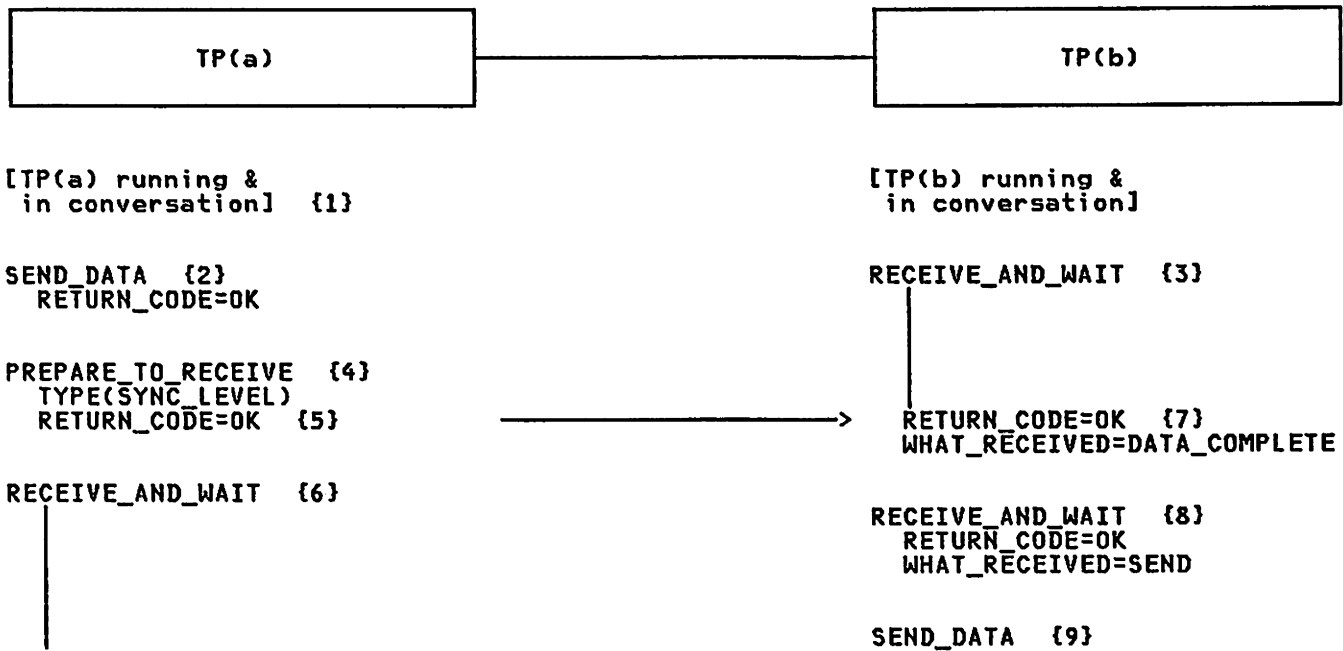 TP(a)
TP(b)
[TP(a) running &
in conversation] {1}
[TP(b) running &
in conversation]
SEND_DATA {2}
RETURN_CODE=OK
RECEIVE_AND_WAIT {3}
PREPARE_TO_RECEIVE {4}
TYPE(SYNC_LEVEL)
RETURN_CODE=OK {5}
RETURN_CODE=OK {7}
WHAT_RECEIVED=DATA_COMPLETE
RECEIVE_AND_WAIT {6}
RECEIVE_AND_WAIT {8}
RETURN_CODE=OK
WHAT_RECEIVED=SEND
SEND_DATA {9}